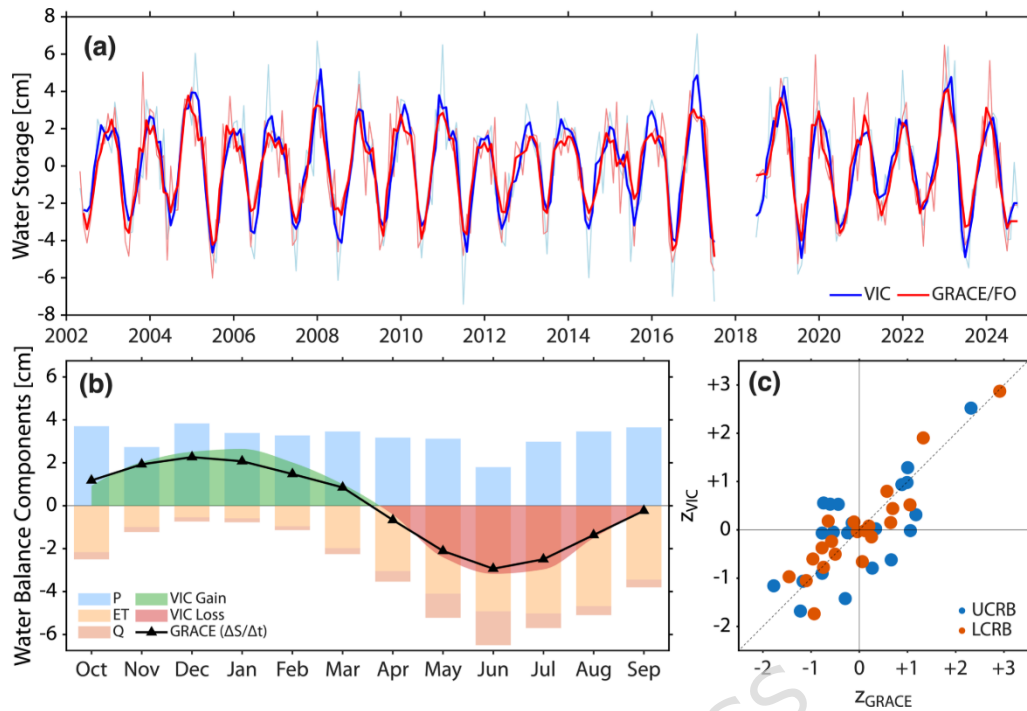 (a)
Water Storage [cm]
8
6
4
2
0
-2
-4
-6
-8
VIC GRACE/FO
2002 2004 2006 2008 2010 2012 2014 2016 2018 2020 2022 2024
(b)
Water Balance Components [cm]
6
4
2
0
-2
-4
-6
P VIC Gain
ET VIC Loss
Q GRACE (ΔS/Δt)
Oct Nov Dec Jan Feb Mar Apr May Jun Jul Aug Sep
(c)
z_VIC
+3
+2
+1
0
-1
-2
UCRB
LCRB
-2 -1 0 +1 +2 +3
z_GRACE